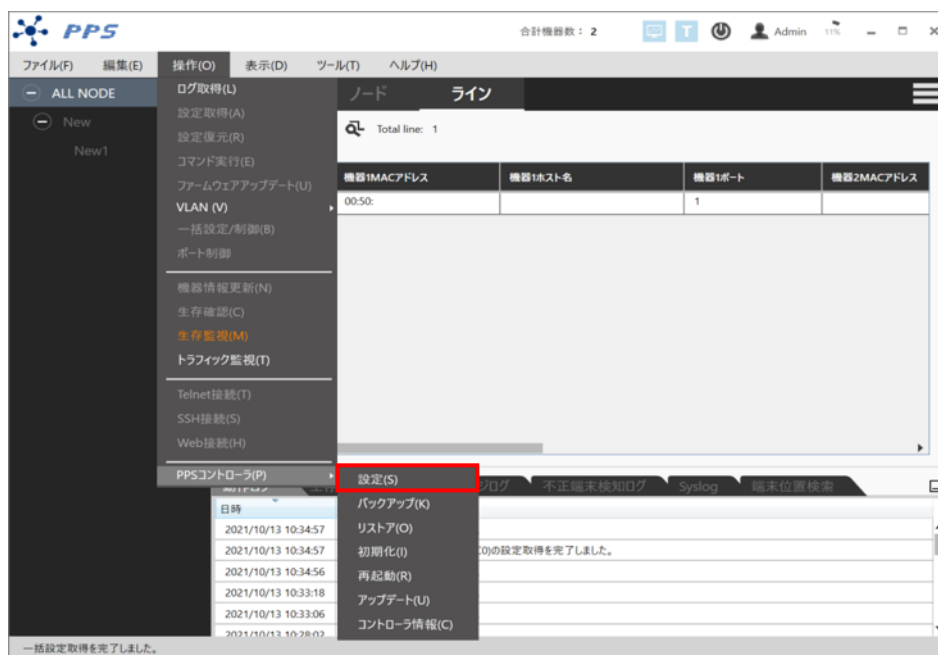 PPS
合計機器数： 2
T
Admin
11%
ファイル(F) 編集(E) 操作(O) 表示(D) ツール(T) ヘルプ(H)
ALL NODE
New
New1
ログ取得(L)
設定取得(A)
設定復元(R)
コマンド実行(E)
ファームウェアアップデート(U)
VLAN (V)
一括設定/制御(B)
ポート制御
機器情報更新(N)
生存確認(C)
生存監視(M)
トラフィック監視(T)
Telnet接続(T)
SSH接続(S)
Web接続(H)
PPSコントローラ(P)
設定(S)
バックアップ(K)
リストア(O)
初期化(I)
再起動(R)
アップデート(U)
コントローラ情報(C)
ノード ライン
Total line: 1
機器1MACアドレス 機器1ホスト名 機器1ポート 機器2MACアドレス
00:50: 1
ログ 不正端末検知ログ Syslog 端末位置検索
日時
2021/10/13 10:34:57
2021/10/13 10:34:57 の設定取得を完了しました。
2021/10/13 10:34:56
2021/10/13 10:33:18
2021/10/13 10:33:06
2021/10/13 10:28:02
一括設定取得を完了しました。